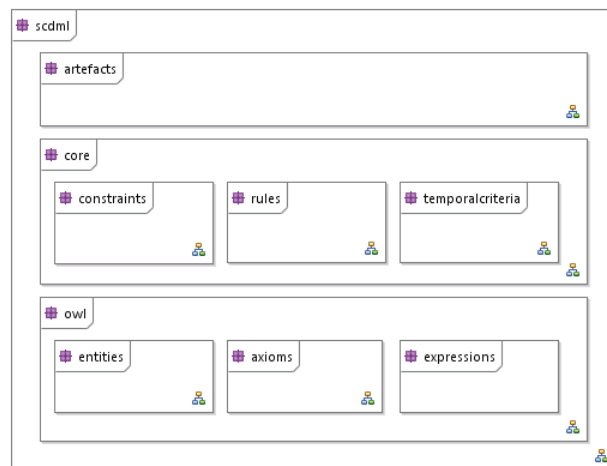 scdml
artefacts
core
constraints
rules
temporalcriteria
owl
entities
axioms
expressions